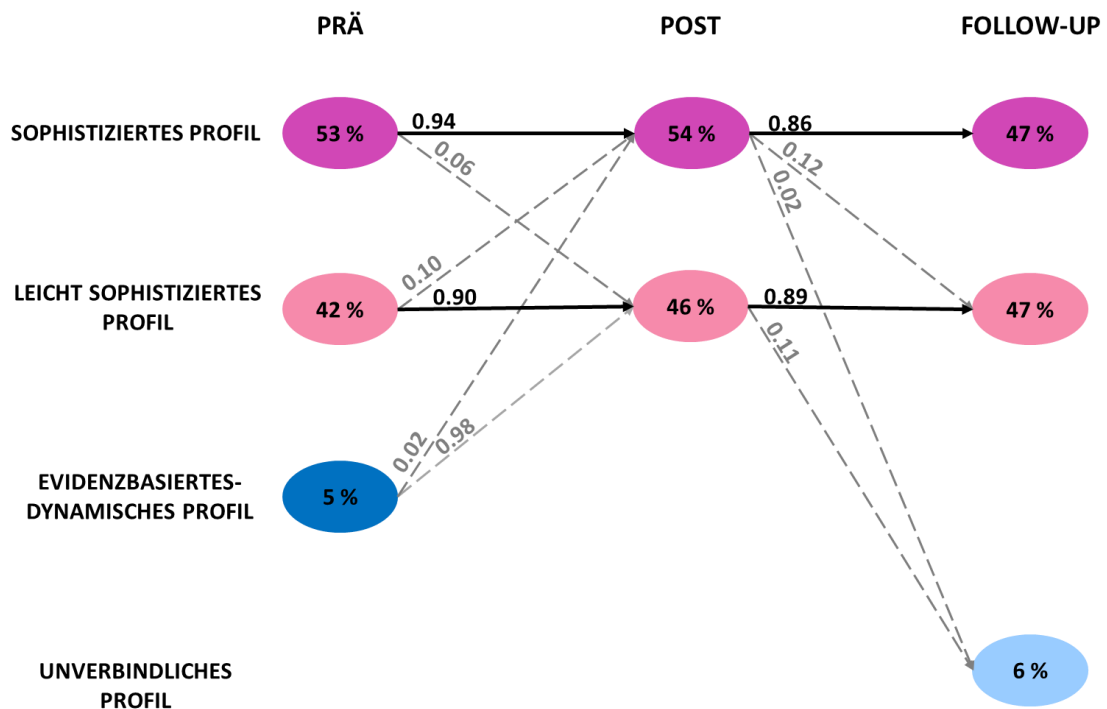 PRÄ
POST
FOLLOW-UP
SOPHISTIZIERTES PROFIL
53 %
0.94
54 %
0.86
47 %
0.06
0.12
0.02
LEICHT SOPHISTIZIERTES
PROFIL
42 %
0.10
0.90
46 %
0.89
47 %
0.11
EVIDENZBASIERTES-
DYNAMISCHES PROFIL
5 %
0.02
0.98
UNVERBINDLICHES
PROFIL
6 %